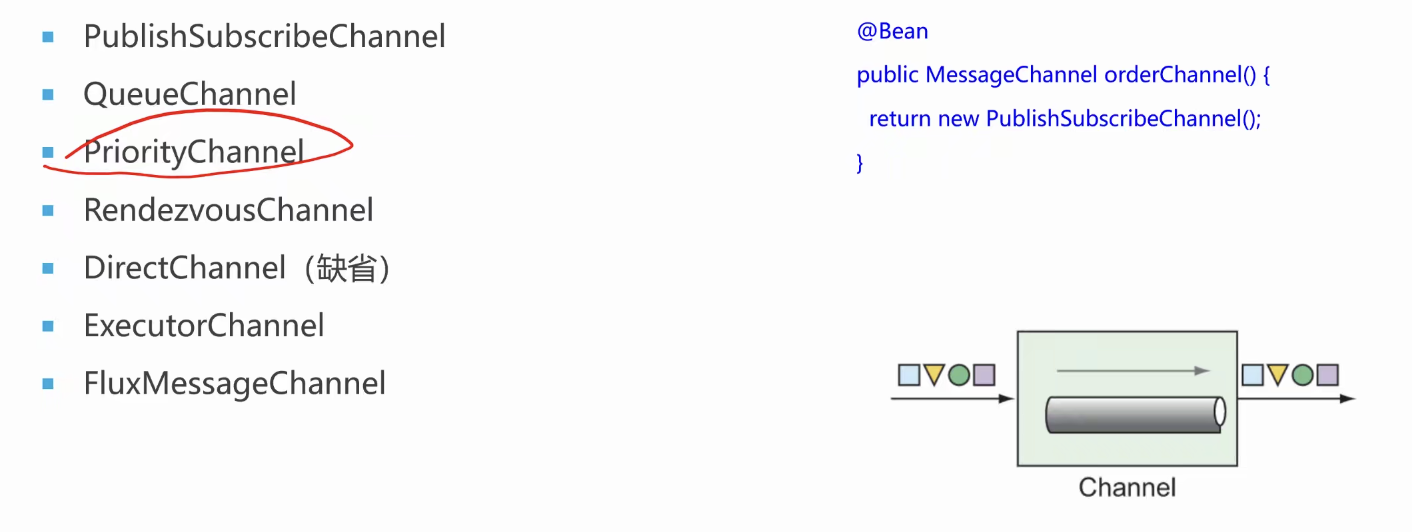 PublishSubscribeChannel
QueueChannel
PriorityChannel
RendezvousChannel
DirectChannel（缺省）
ExecutorChannel
FluxMessageChannel
@Bean
public MessageChannel orderChannel() {
return new PublishSubscribeChannel();
}
Channel